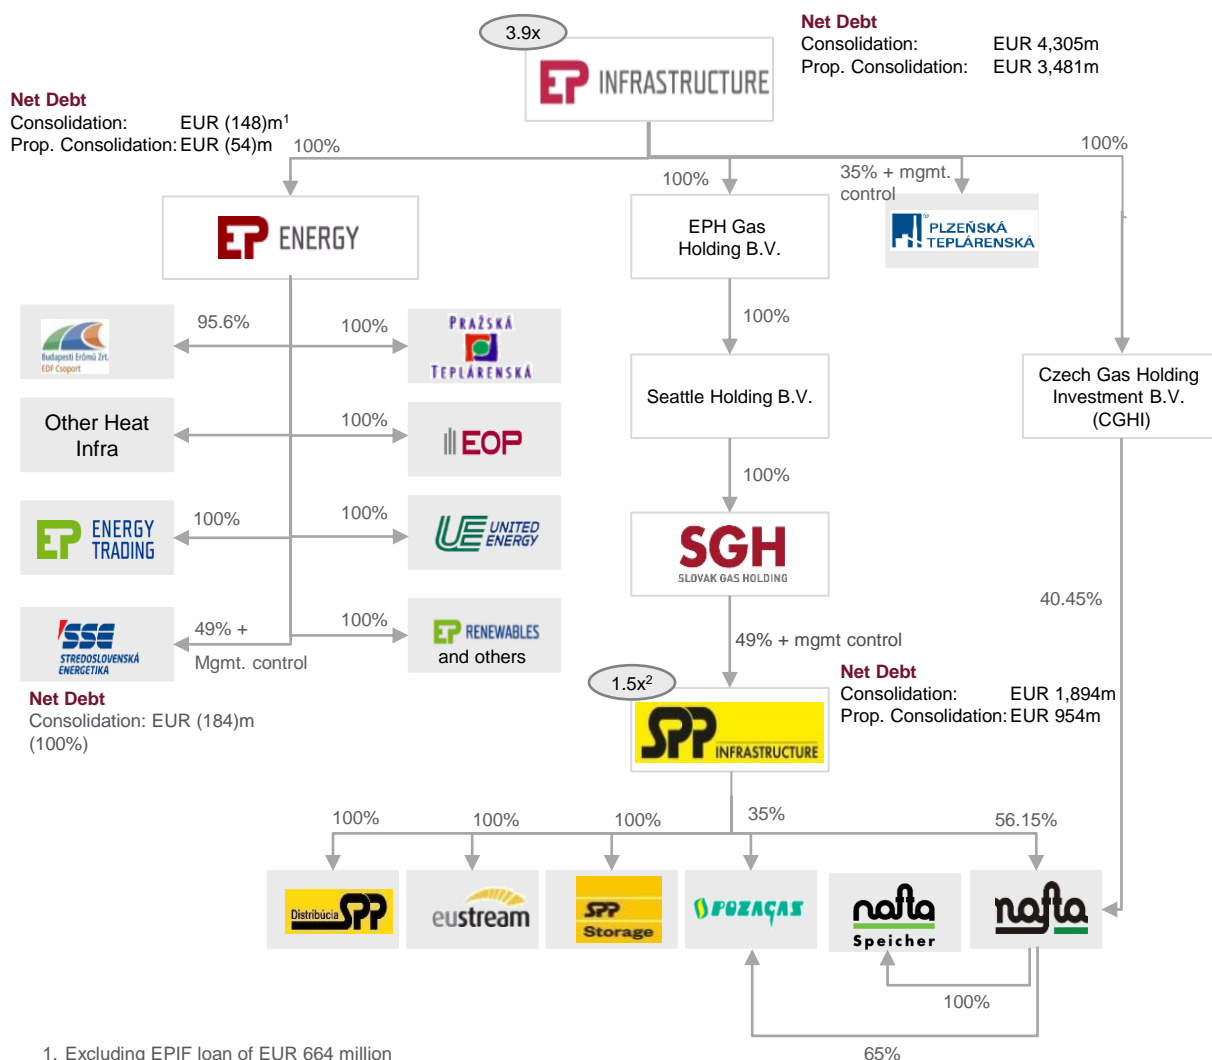 3.9x
EP INFRASTRUCTURE
Net Debt
Consolidation: EUR 4,305m
Prop. Consolidation: EUR 3,481m
Net Debt
Consolidation: EUR (148)m¹
Prop. Consolidation: EUR (54)m
100%
100%
35% + mgmt.
control
100%
EP ENERGY
EPH Gas
Holding B.V.
PLZEŇSKÁ
TEPLÁRENSKÁ
®
Budapesti Erőmű Zrt.
EDF Csoport
95.6%
100%
PRAŽSKÁ
TEPLÁRENSKÁ
100%
Other Heat
Infra
100%
EOP
Seattle Holding B.V.
Czech Gas Holding
Investment B.V.
(CGHI)
100%
EP ENERGY
TRADING
100%
100%
UE UNITED
ENERGY
SGH
SLOVAK GAS HOLDING
40.45%
SSE
STREDOSLOVENSKÁ
ENERGETIKA
49% +
Mgmt. control
100%
EP RENEWABLES
and others
49% + mgmt control
Net Debt
Consolidation: EUR (184)m
(100%)
1.5x²
SPP INFRASTRUCTURE
Net Debt
Consolidation: EUR 1,894m
Prop. Consolidation: EUR 954m
100%
100%
100%
35%
56.15%
Distribúcia SPP
eustream
SPP
Storage
POZAGAS
nafta
Speicher
nafta
100%
65%
1. Excluding EPIF loan of EUR 664 million